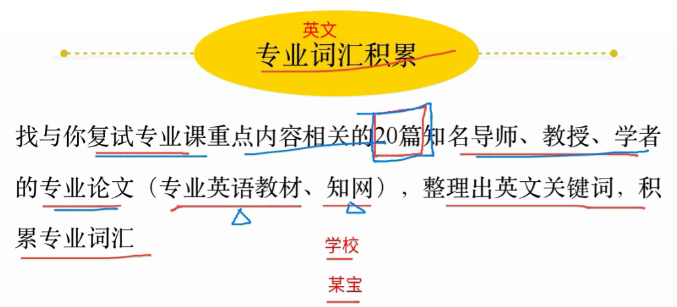 英文
专业词汇积累
找与你复试专业课重点内容相关的20篇知名导师、教授、学者
的专业论文（专业英语教材、知网），整理出英文关键词，积
累专业词汇
学校
某宝